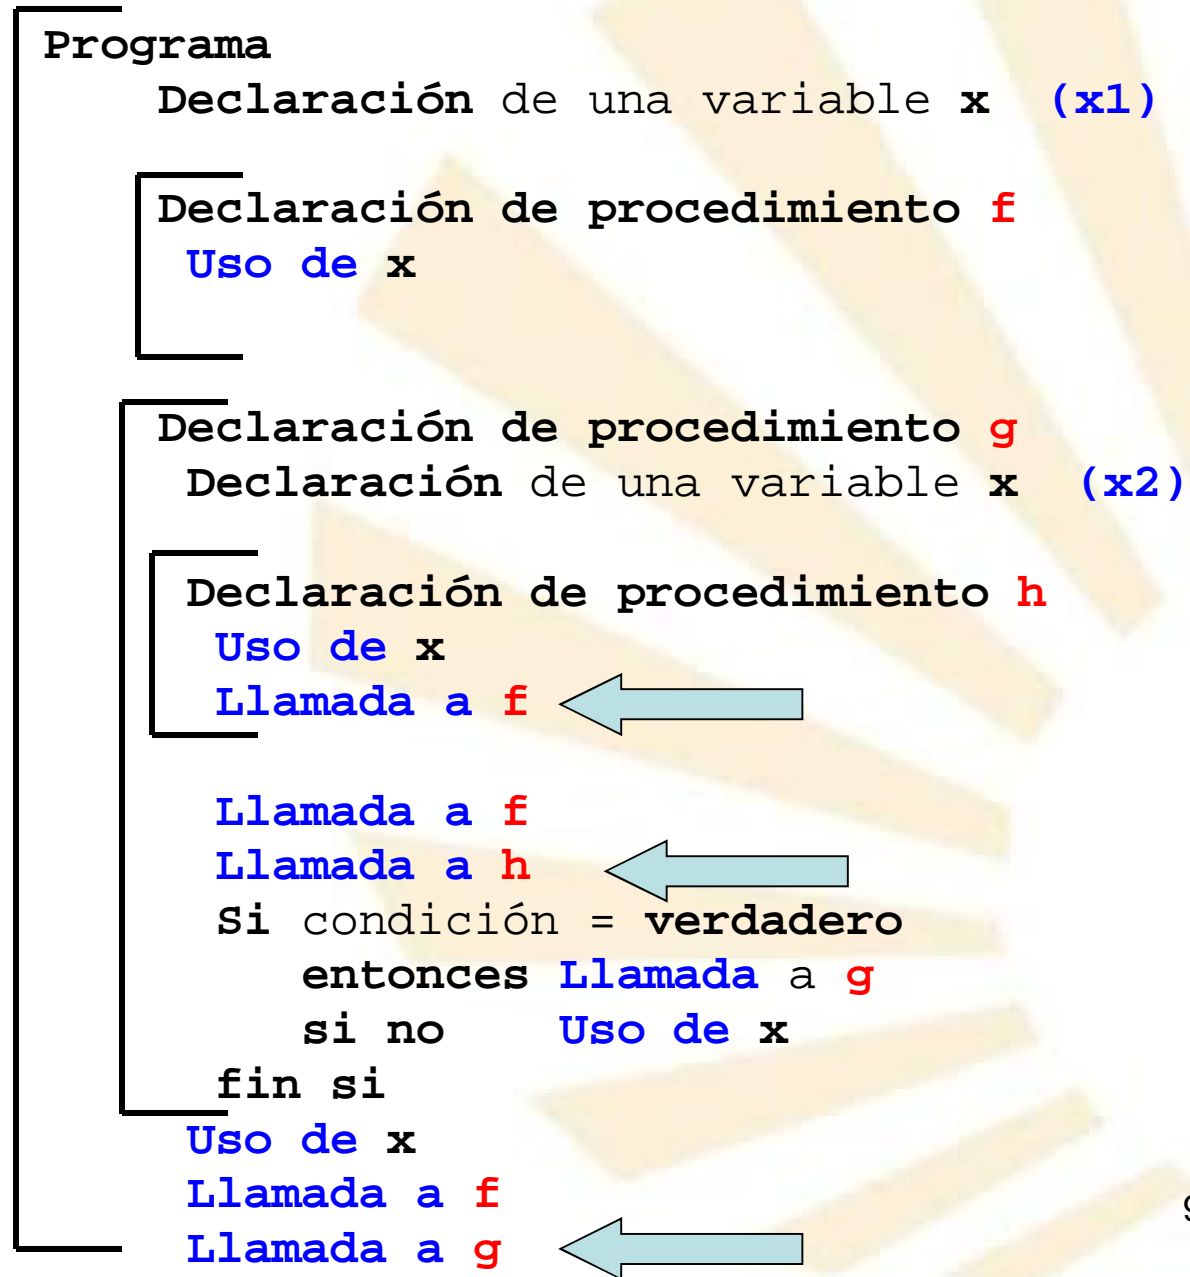 Programa
Declaración de una variable x (x1)
Declaración de procedimiento f
Uso de x
Declaración de procedimiento g
Declaración de una variable x (x2)
Declaración de procedimiento h
Uso de x
Llamada a f
Llamada a f
Llamada a h
Si condición = verdadero
entonces Llamada a g
si no Uso de x
fin si
Uso de x
Llamada a f
Llamada a g